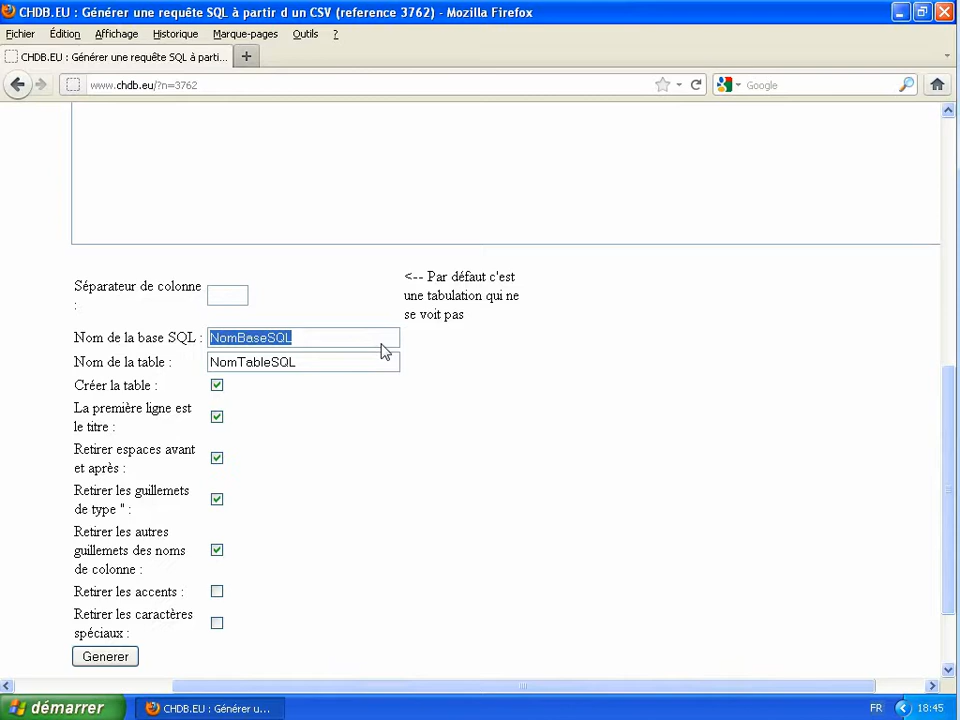 CHDB.EU : Générer une requête SQL à partir d un CSV (reference 3762) - Mozilla Firefox
Fichier Édition Affichage Historique Marque-pages Outils ?
CHDB.EU : Générer une requête SQL à parti... +
www.chdb.eu/?n=3762 Google
<-- Par défaut c'est
une tabulation qui ne
se voit pas
Séparateur de colonne
:
Nom de la base SQL : NomBaseSQL
Nom de la table : NomTableSQL
Créer la table :
La première ligne est
le titre :
Retirer espaces avant
et après :
Retirer les guillemets
de type " :
Retirer les autres
guillemets des noms
de colonne :
Retirer les accents :
Retirer les caractères
spéciaux :
Generer
démarrer CHDB.EU : Générer u... FR 18:45